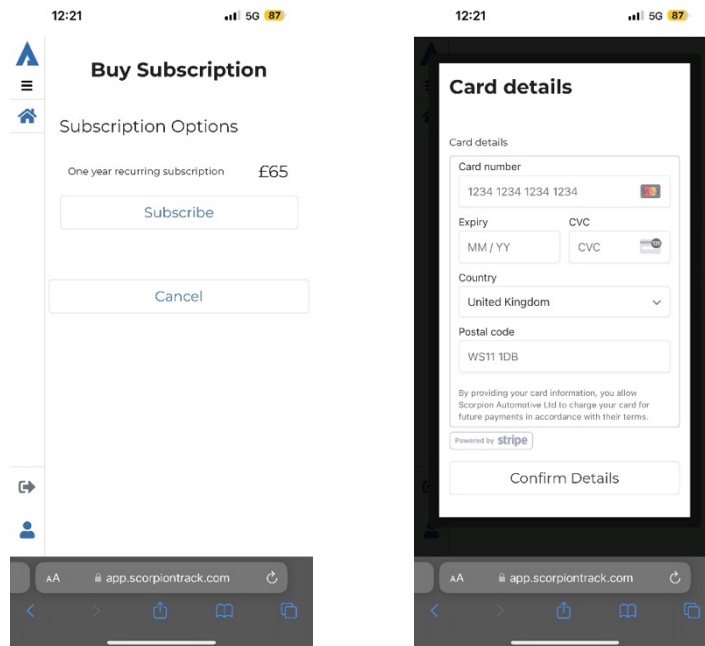 12:21
5G 87
Buy Subscription
Subscription Options
One year recurring subscription £65
Subscribe
Cancel
AA app.scorpiontrack.com
12:21
5G 87
Card details
Card details
Card number
1234 1234 1234 1234
Expiry CVC
MM / YY CVC
Country
United Kingdom
Postal code
WS11 1DB
By providing your card information, you allow
Scorpion Automotive Ltd to charge your card for
future payments in accordance with their terms.
Powered by stripe
Confirm Details
AA app.scorpiontrack.com